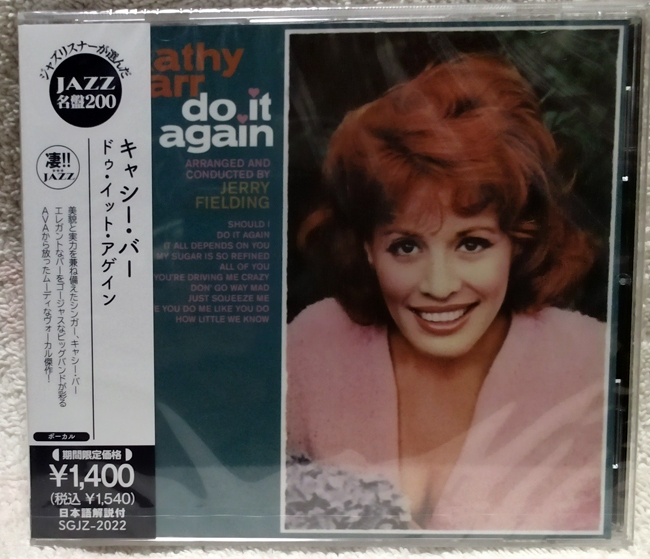 ジャズリスナーが選んだ
JAZZ
名盤200
凄!!
JAZZ
キャシー・バー
ドゥ・イット・アゲイン
美貌と実力を兼ね備えたシンガー、キャシー・バー
エレガントなバーをゴージャスなビッグバンドが彩る
AVAから放ったムーディなヴォーカル傑作!
ボーカル
期間限定価格
¥1,400
(税込 ¥1,540)
日本語解説付
SGJZ-2022
athy
arr
do it
again
ARRANGED AND
CONDUCTED BY
JERRY
FIELDING
SHOULD I
DO IT AGAIN
IT ALL DEPENDS ON YOU
MY SUGAR IS SO REFINED
ALL OF YOU
YOU'RE DRIVING ME CRAZY
DON' GO WAY MAD
JUST SQUEEZE ME
E YOU DO ME LIKE YOU DO
HOW LITTLE WE KNOW